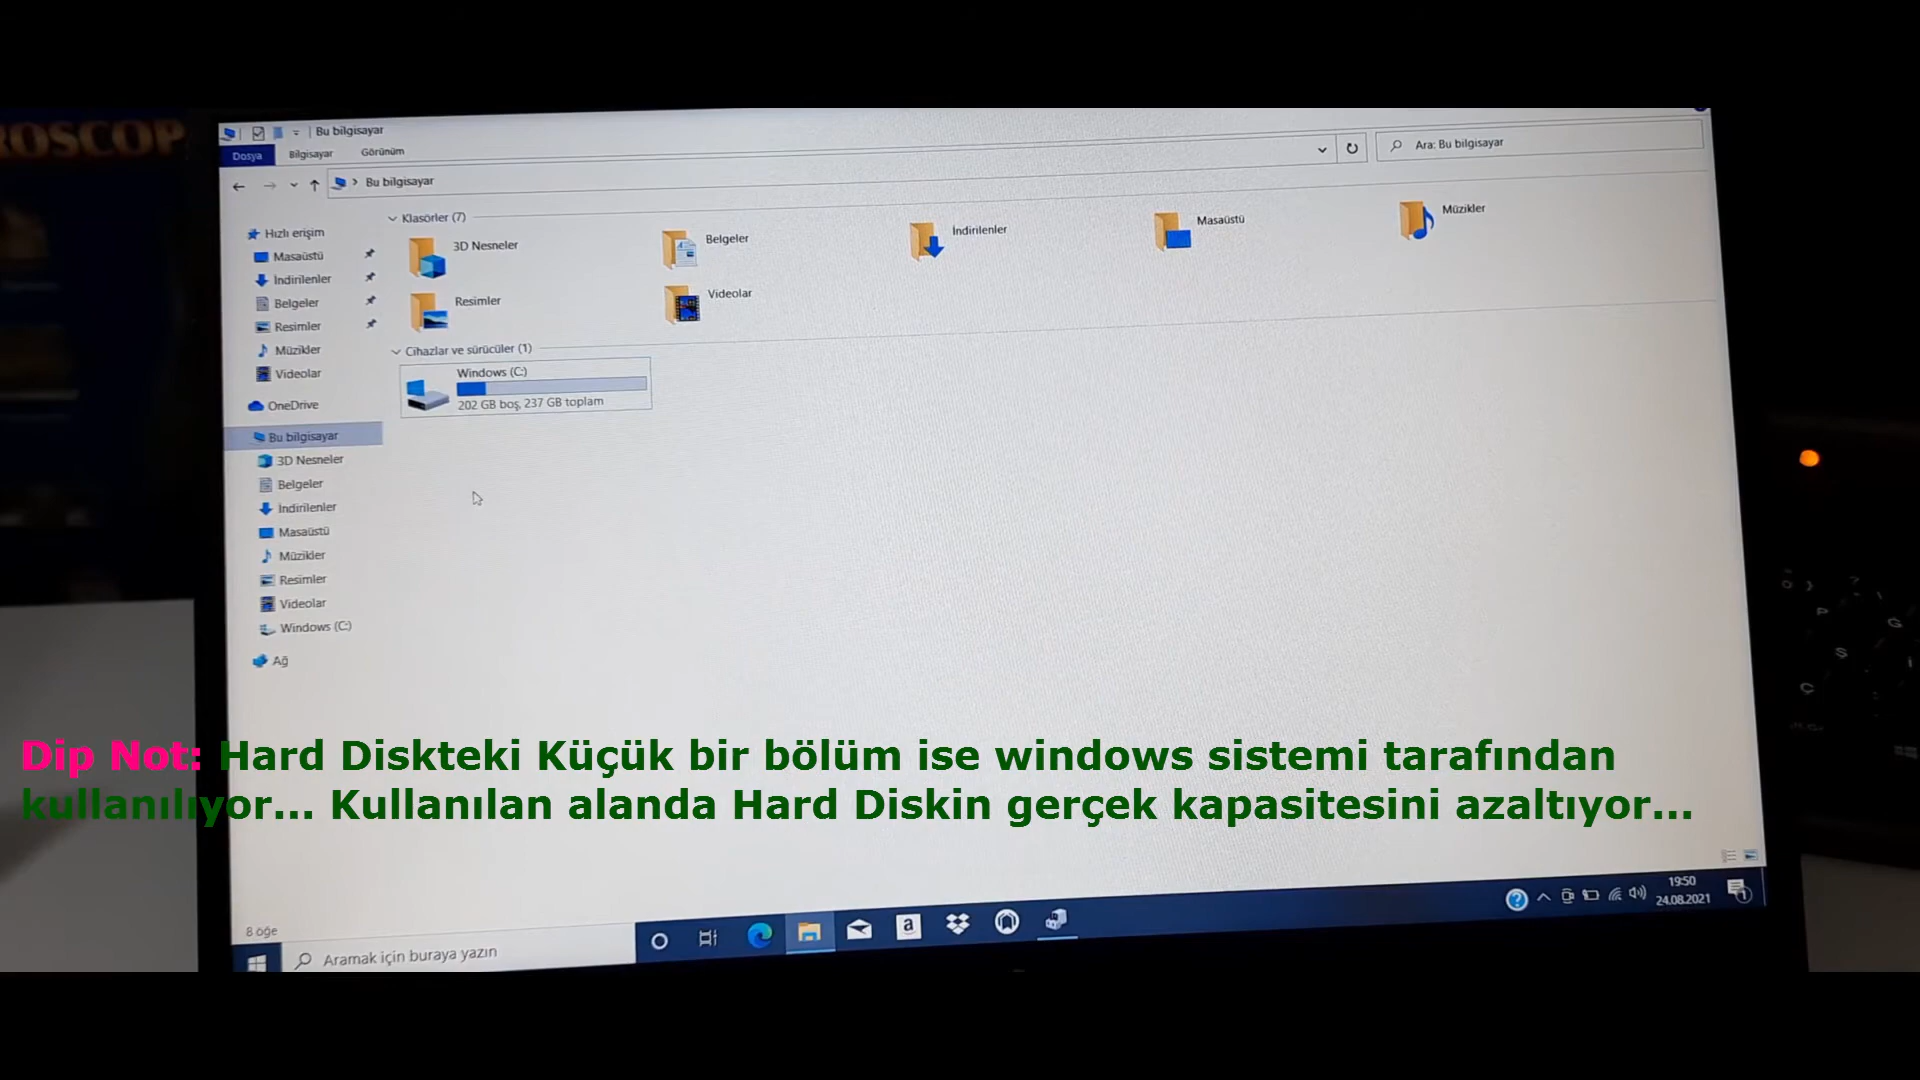 ROSCOP
Bu bilgisayar
Dosya
Bilgisayar
Görünüm
Bu bilgisayar
Ara: Bu bilgisayar
Hızlı erişim
Masaüstü
İndirilenler
Belgeler
Resimler
Müzikler
Videolar
OneDrive
Bu bilgisayar
3D Nesneler
Belgeler
İndirilenler
Masaüstü
Müzikler
Resimler
Videolar
Windows (C:)
Ağ
Klasörler (7)
3D Nesneler
Belgeler
İndirilenler
Masaüstü
Müzikler
Resimler
Videolar
Cihazlar ve sürücüler (1)
Windows (C:)
202 GB boş, 237 GB toplam
Dip Not: Hard Diskteki Küçük bir bölüm ise windows sistemi tarafından
kullanılıyor... Kullanılan alanda Hard Diskin gerçek kapasitesini azaltıyor...
8 öğe
Aramak için buraya yazın
a
19:50
24.08.2021
1
P
G
Ş
İ
Ç